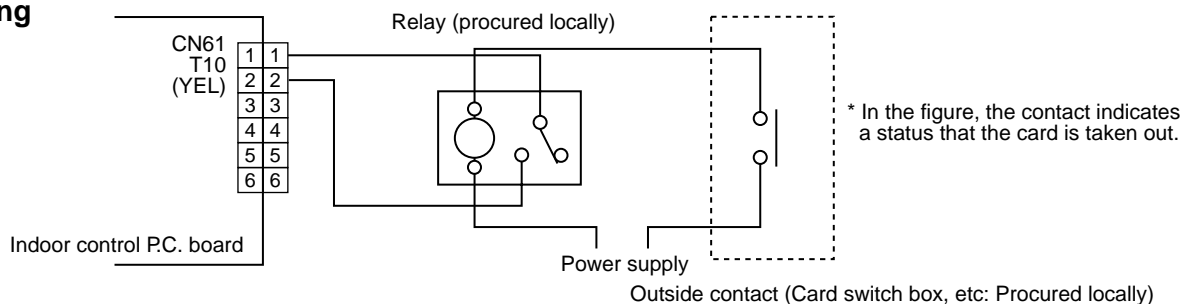 ng
Relay (procured locally)
CN61
T10
(YEL)
1 1
2 2
3 3
4 4
5 5
6 6
* In the figure, the contact indicates
a status that the card is taken out.
Indoor control P.C. board
Power supply
Outside contact (Card switch box, etc: Procured locally)